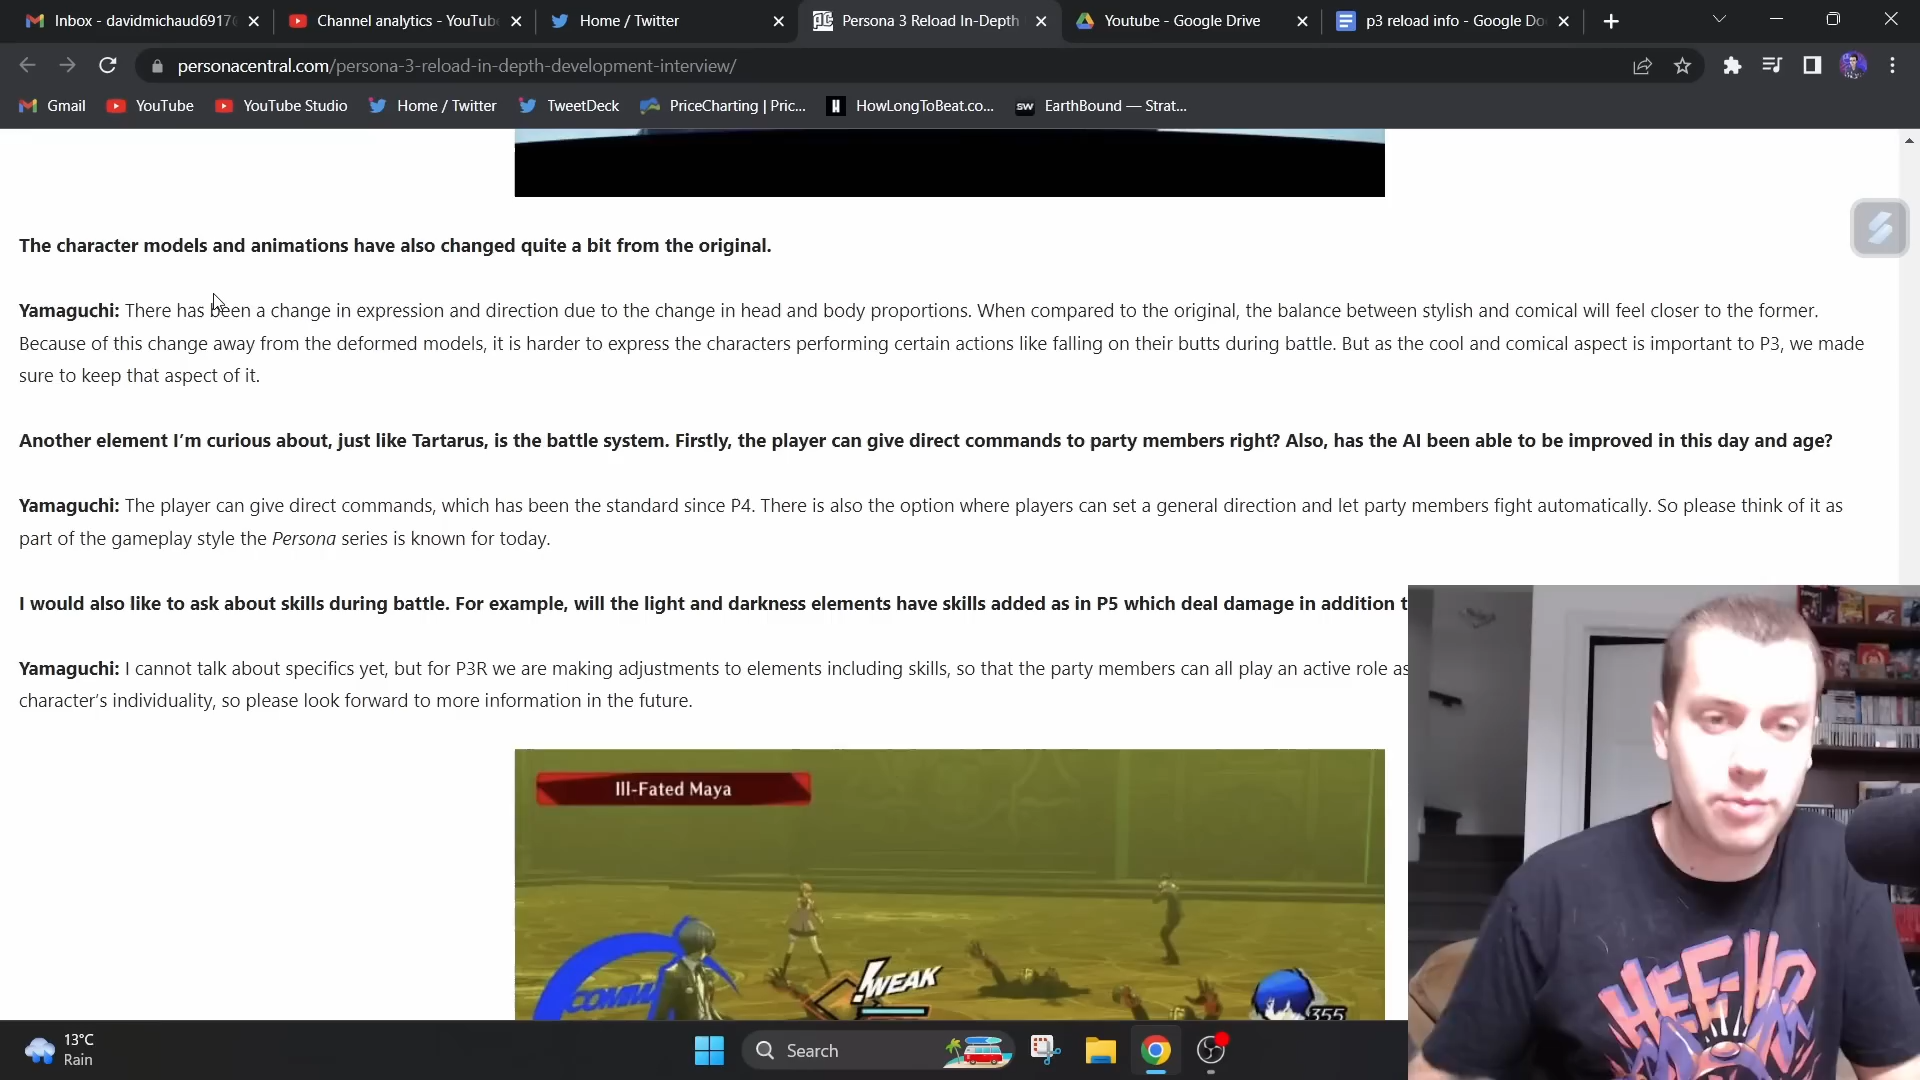 Inbox - davidmichaud6917
Channel analytics - YouTub
Home / Twitter
Persona 3 Reload In-Depth
Youtube - Google Drive
p3 reload info - Google Do
personacentral.com/persona-3-reload-in-depth-development-interview/
Gmail
YouTube
YouTube Studio
Home / Twitter
TweetDeck
PriceCharting | Pric...
HowLongToBeat.co...
EarthBound — Strat...
The character models and animations have also changed quite a bit from the original.
Yamaguchi: There has been a change in expression and direction due to the change in head and body proportions. When compared to the original, the balance between stylish and comical will feel closer to the former.
Because of this change away from the deformed models, it is harder to express the characters performing certain actions like falling on their butts during battle. But as the cool and comical aspect is important to P3, we made
sure to keep that aspect of it.
Another element I'm curious about, just like Tartarus, is the battle system. Firstly, the player can give direct commands to party members right? Also, has the AI been able to be improved in this day and age?
Yamaguchi: The player can give direct commands, which has been the standard since P4. There is also the option where players can set a general direction and let party members fight automatically. So please think of it as
part of the gameplay style the Persona series is known for today.
I would also like to ask about skills during battle. For example, will the light and darkness elements have skills added as in P5 which deal damage in addition t
Yamaguchi: I cannot talk about specifics yet, but for P3R we are making adjustments to elements including skills, so that the party members can all play an active role as
character's individuality, so please look forward to more information in the future.
Ill-Fated Maya
!WEAK
COMM
355
HEE-HO
13°C
Rain
Search